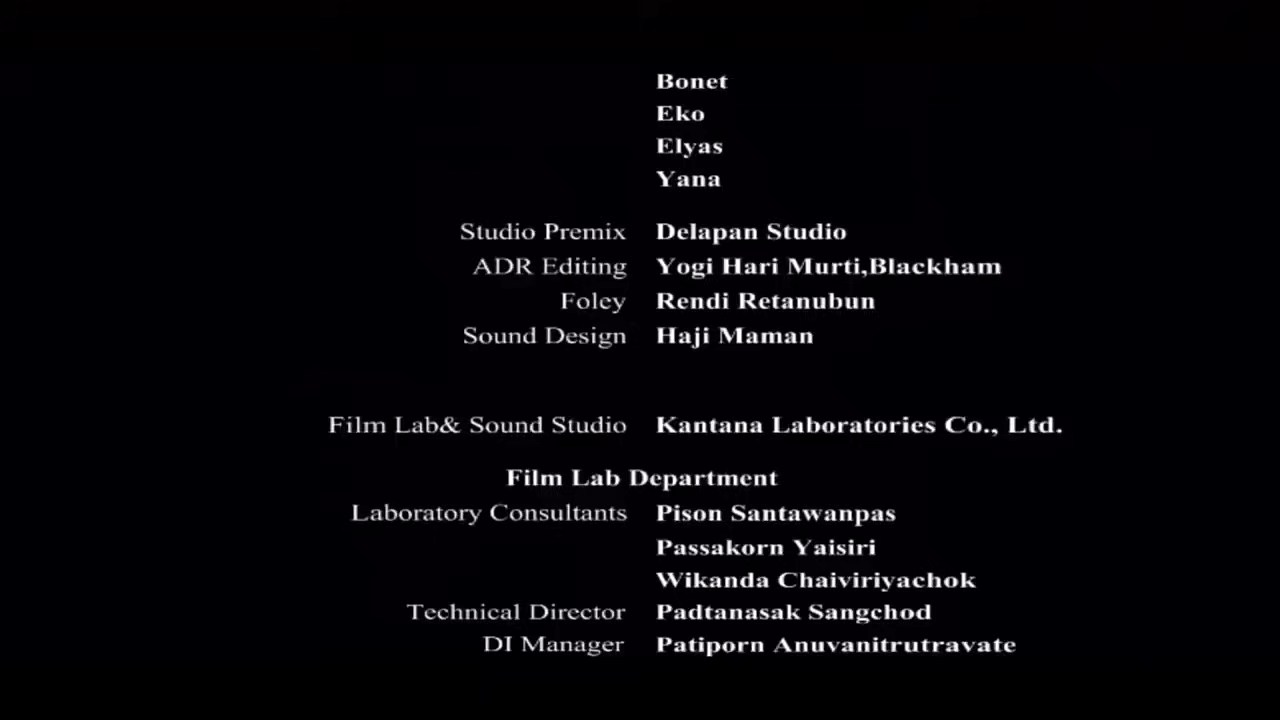 Bonet
Eko
Elyas
Yana
Studio Premix Delapan Studio
ADR Editing Yogi Hari Murti,Blackham
Foley Rendi Retanubun
Sound Design Haji Maman
Film Lab& Sound Studio Kantana Laboratories Co., Ltd.
Film Lab Department
Laboratory Consultants Pison Santawanpas
Passakorn Yaisiri
Wikanda Chaiviriyachok
Technical Director Padtanasak Sangchod
DI Manager Patiporn Anuvanitrutravate